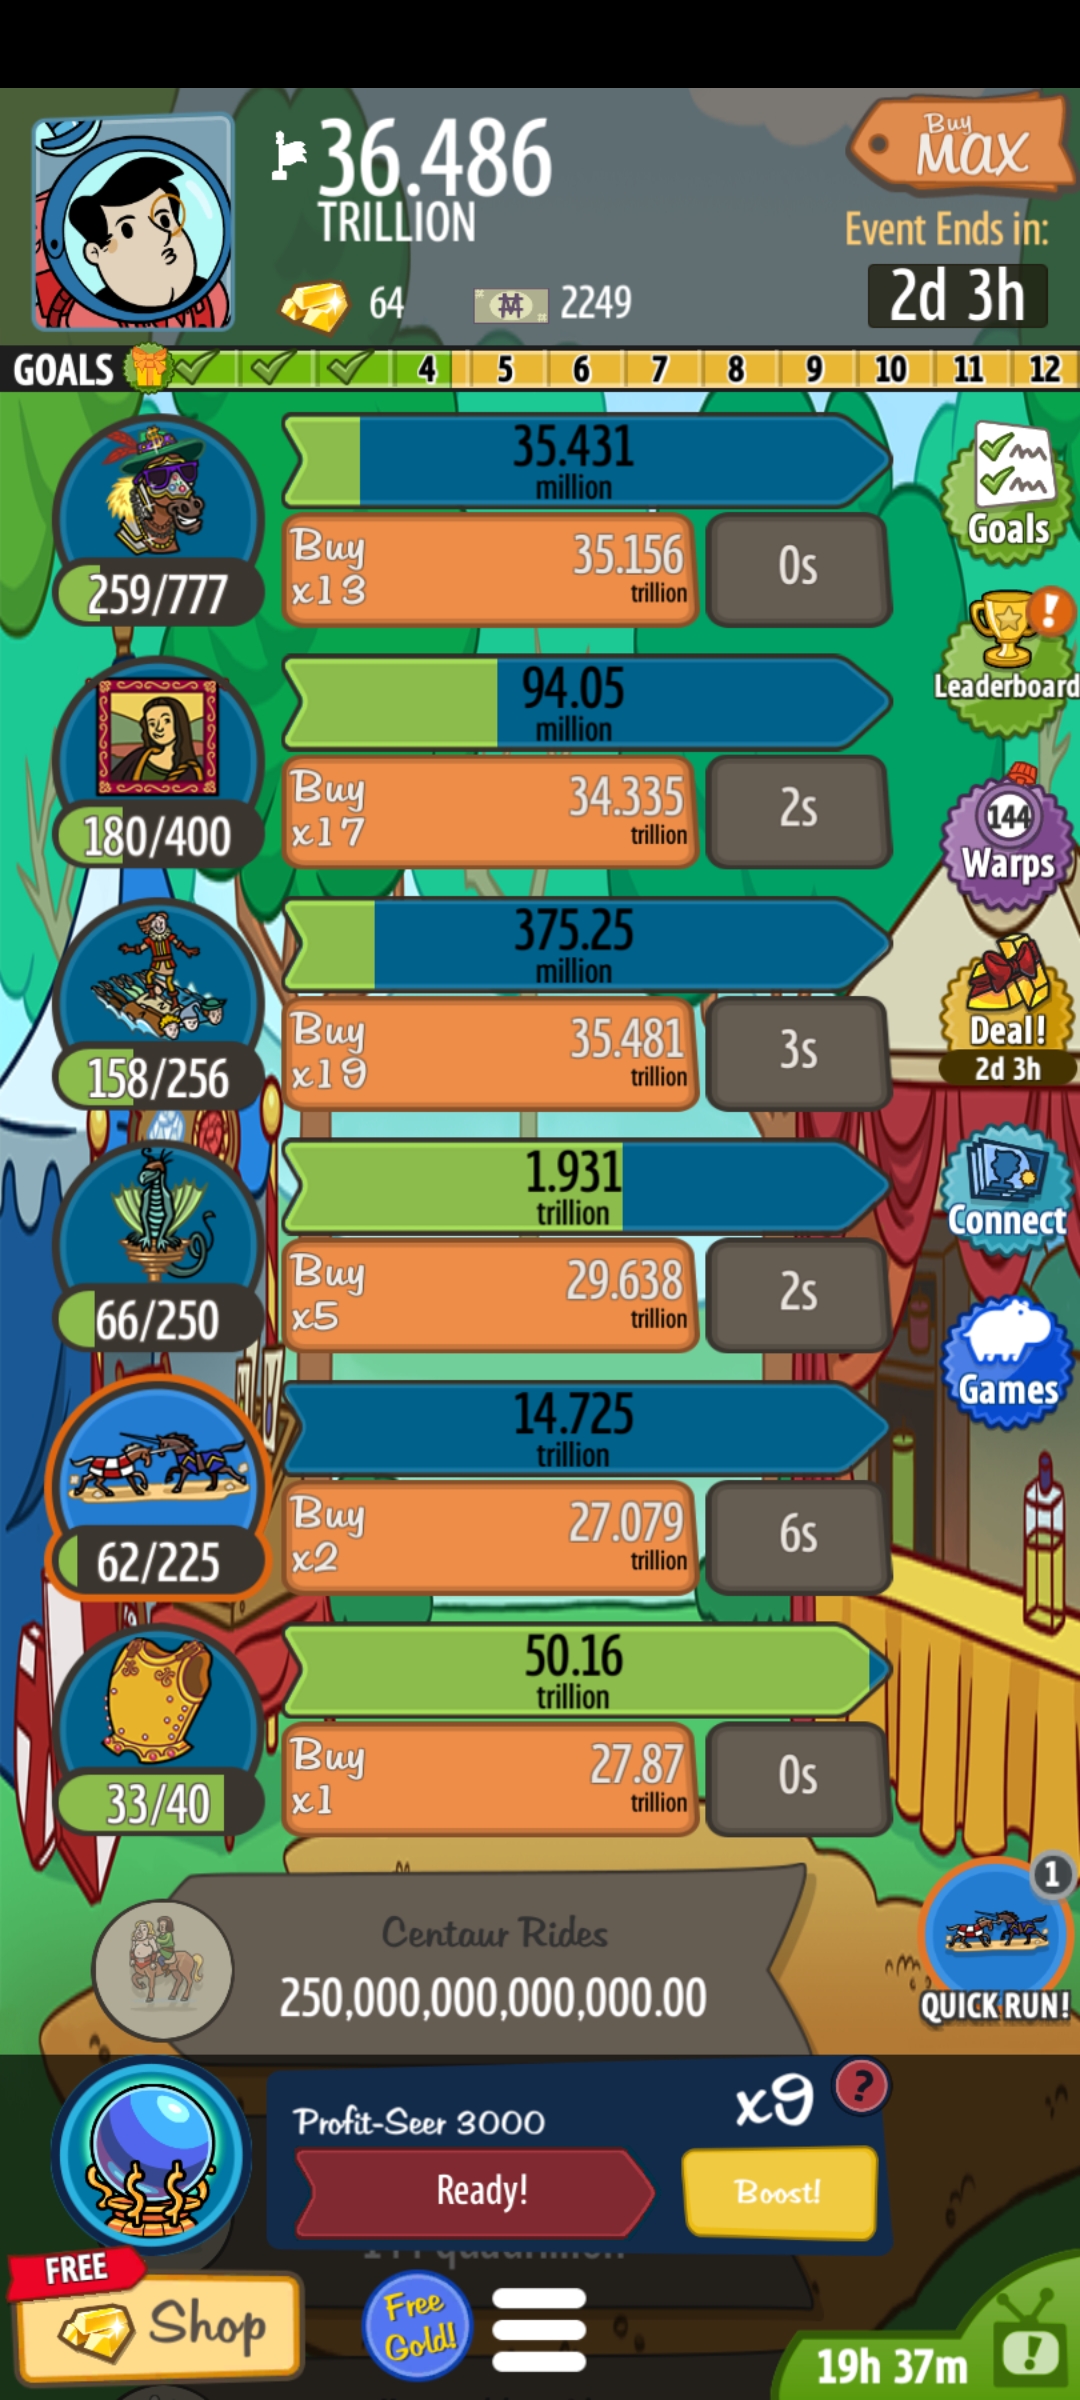 36.486
TRILLION
Buy
MAX
Event Ends in:
2d 3h
64
2249
GOALS 4 5 6 7 8 9 10 11 12
35.431
million
Buy
x13
35.156
trillion
0s
259/777
Goals
94.05
million
Buy
x17
34.335
trillion
2s
180/400
!
Leaderboard
375.25
million
Buy
x19
35.481
trillion
3s
158/256
144
Warps
Deal!
2d 3h
1.931
trillion
Buy
x5
29.638
trillion
2s
66/250
Connect
14.725
trillion
Buy
x2
27.079
trillion
6s
62/225
Games
50.16
trillion
Buy
x1
27.87
trillion
0s
33/40
Centaur Rides
250,000,000,000,000.00
1
QUICK RUN!
Profit-Seer 3000
x9
?
Ready!
Boost!
FREE
Shop
Free
Gold!
19h 37m
!